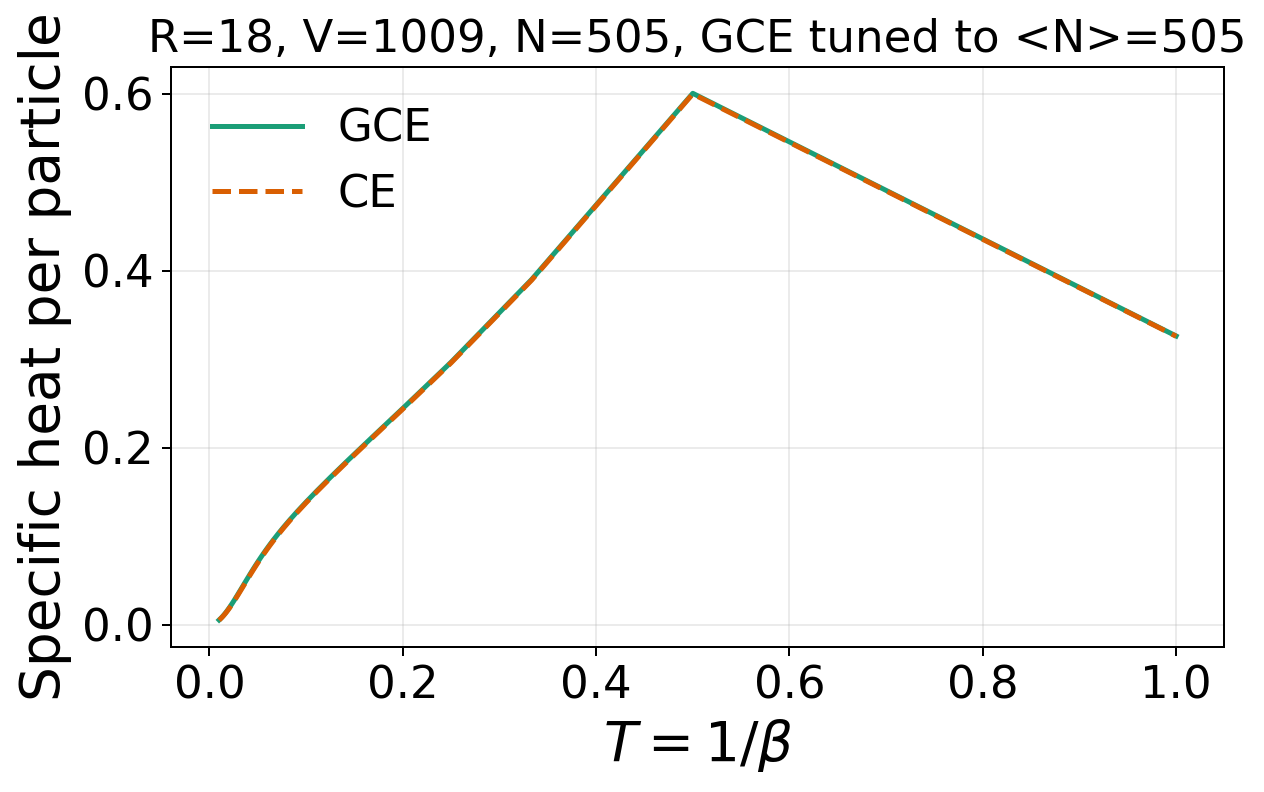 R=18, V=1009, N=505, GCE tuned to <N>=505
Specific heat per particle
0.6
0.4
0.2
0.0
GCE
CE
0.0 0.2 0.4 0.6 0.8 1.0
T = 1/β